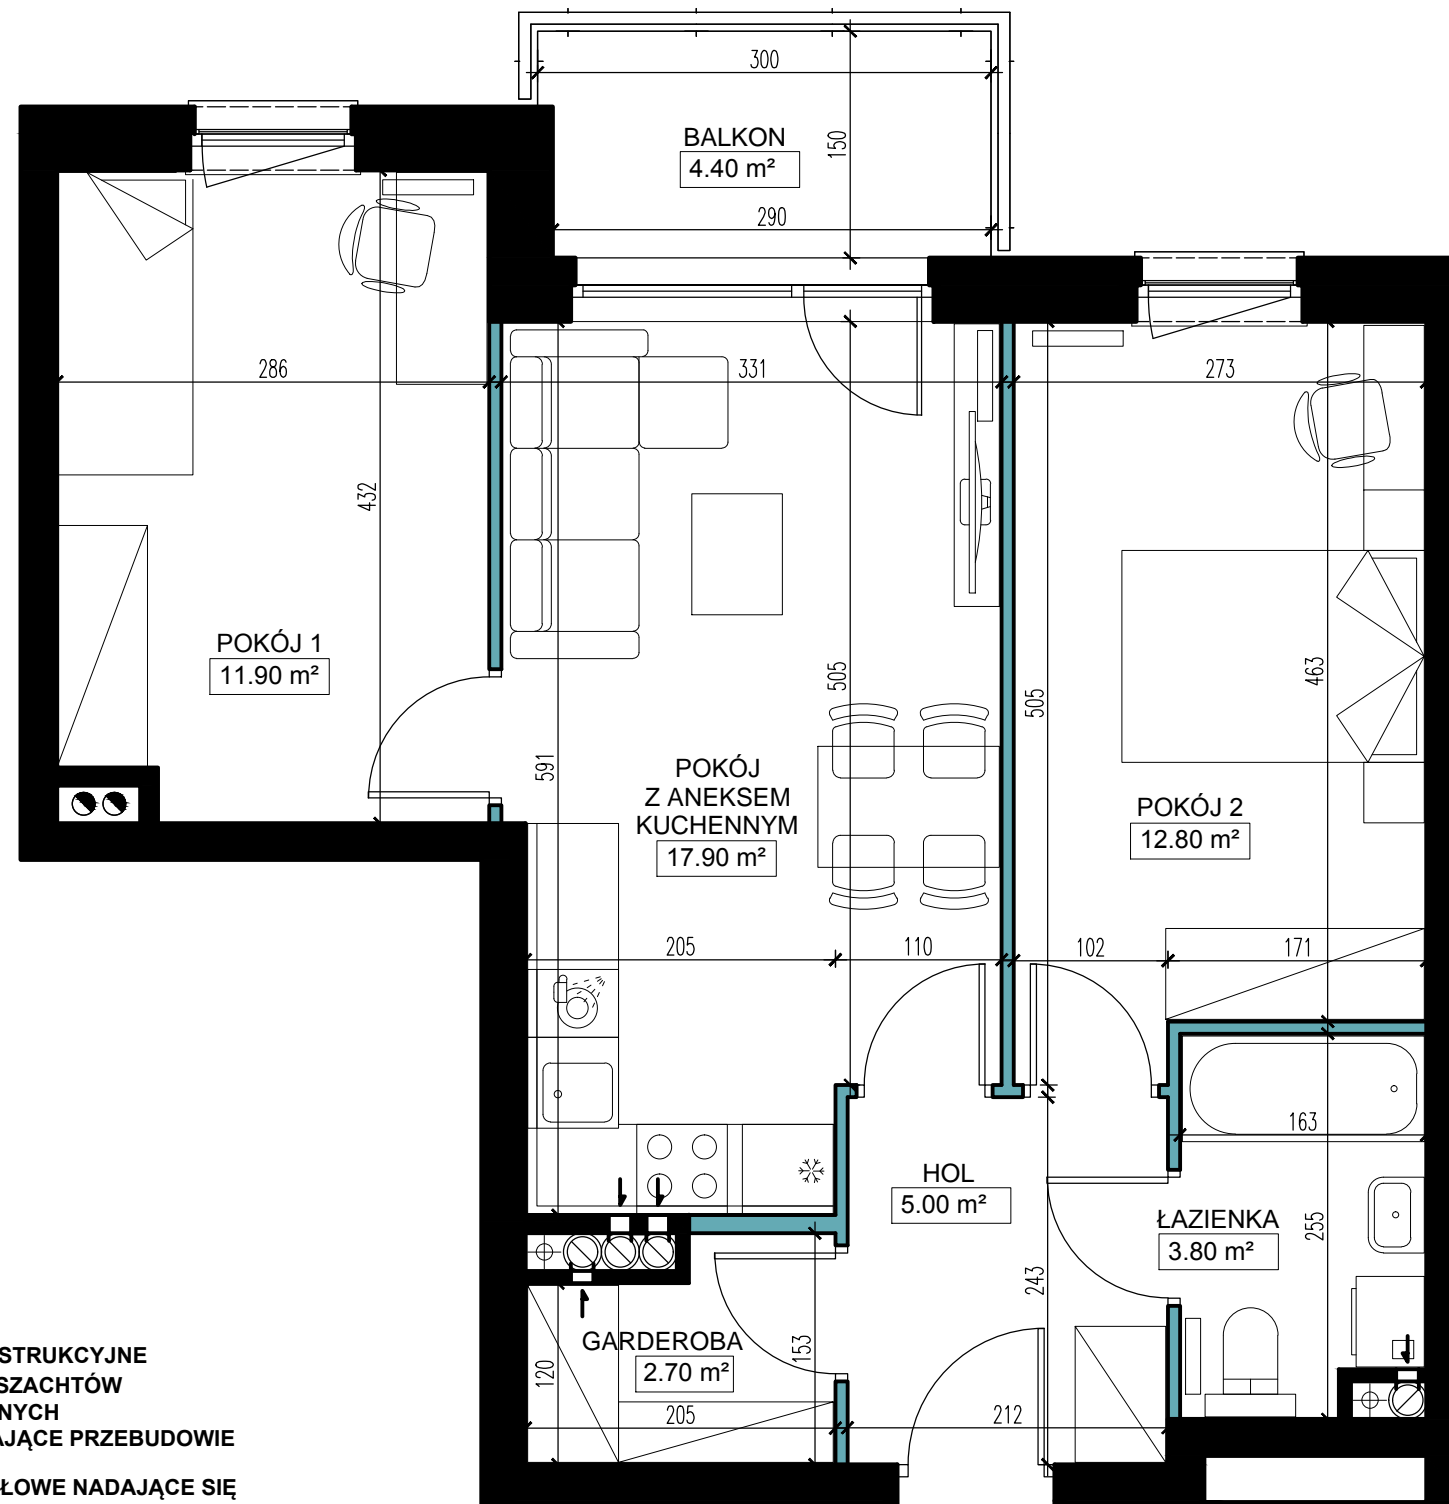 300
BALKON
4.40 m²
150
290
286
331
273
432
POKÓJ 1
11.90 m²
505
505
463
591
POKÓJ
Z ANEKSEM
KUCHENNYM
17.90 m²
POKÓJ 2
12.80 m²
205
110
102
171
163
HOL
5.00 m²
ŁAZIENKA
3.80 m²
255
243
GARDEROBA
2.70 m²
153
120
205
212
STRUKCYJNE
SZACHTÓW
NYCH
AJĄCE PRZEBUDOWIE
ŁOWE NADAJĄCE SIĘ